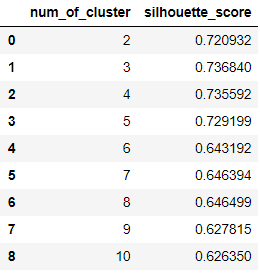 num_of_cluster silhouette_score
0 2 0.720932
1 3 0.736840
2 4 0.735592
3 5 0.729199
4 6 0.643192
5 7 0.646394
6 8 0.646499
7 9 0.627815
8 10 0.626350